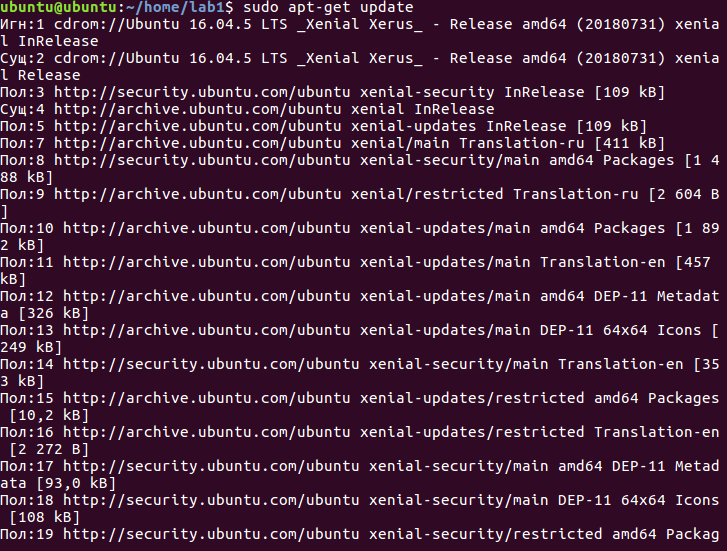 ubuntu@ubuntu:~/home/lab1$ sudo apt-get update
Игн:1 cdrom://Ubuntu 16.04.5 LTS _Xenial Xerus_ - Release amd64 (20180731) xenia
l InRelease
Сущ:2 cdrom://Ubuntu 16.04.5 LTS _Xenial Xerus_ - Release amd64 (20180731) xenia
l Release
Пол:3 http://security.ubuntu.com/ubuntu xenial-security InRelease [109 kB]
Сущ:4 http://archive.ubuntu.com/ubuntu xenial InRelease
Пол:5 http://archive.ubuntu.com/ubuntu xenial-updates InRelease [109 kB]
Пол:7 http://archive.ubuntu.com/ubuntu xenial/main Translation-ru [411 kB]
Пол:8 http://security.ubuntu.com/ubuntu xenial-security/main amd64 Packages [1 4
88 kB]
Пол:9 http://archive.ubuntu.com/ubuntu xenial/restricted Translation-ru [2 604 B
]
Пол:10 http://archive.ubuntu.com/ubuntu xenial-updates/main amd64 Packages [1 89
2 kB]
Пол:11 http://archive.ubuntu.com/ubuntu xenial-updates/main Translation-en [457
kB]
Пол:12 http://archive.ubuntu.com/ubuntu xenial-updates/main amd64 DEP-11 Metadat
a [326 kB]
Пол:13 http://archive.ubuntu.com/ubuntu xenial-updates/main DEP-11 64x64 Icons [
249 kB]
Пол:14 http://security.ubuntu.com/ubuntu xenial-security/main Translation-en [35
3 kB]
Пол:15 http://archive.ubuntu.com/ubuntu xenial-updates/restricted amd64 Packages
 [10,2 kB]
Пол:16 http://archive.ubuntu.com/ubuntu xenial-updates/restricted Translation-en
 [2 272 B]
Пол:17 http://security.ubuntu.com/ubuntu xenial-security/main amd64 DEP-11 Metad
ata [93,0 kB]
Пол:18 http://security.ubuntu.com/ubuntu xenial-security/main DEP-11 64x64 Icons
 [108 kB]
Пол:19 http://security.ubuntu.com/ubuntu xenial-security/restricted amd64 Packag